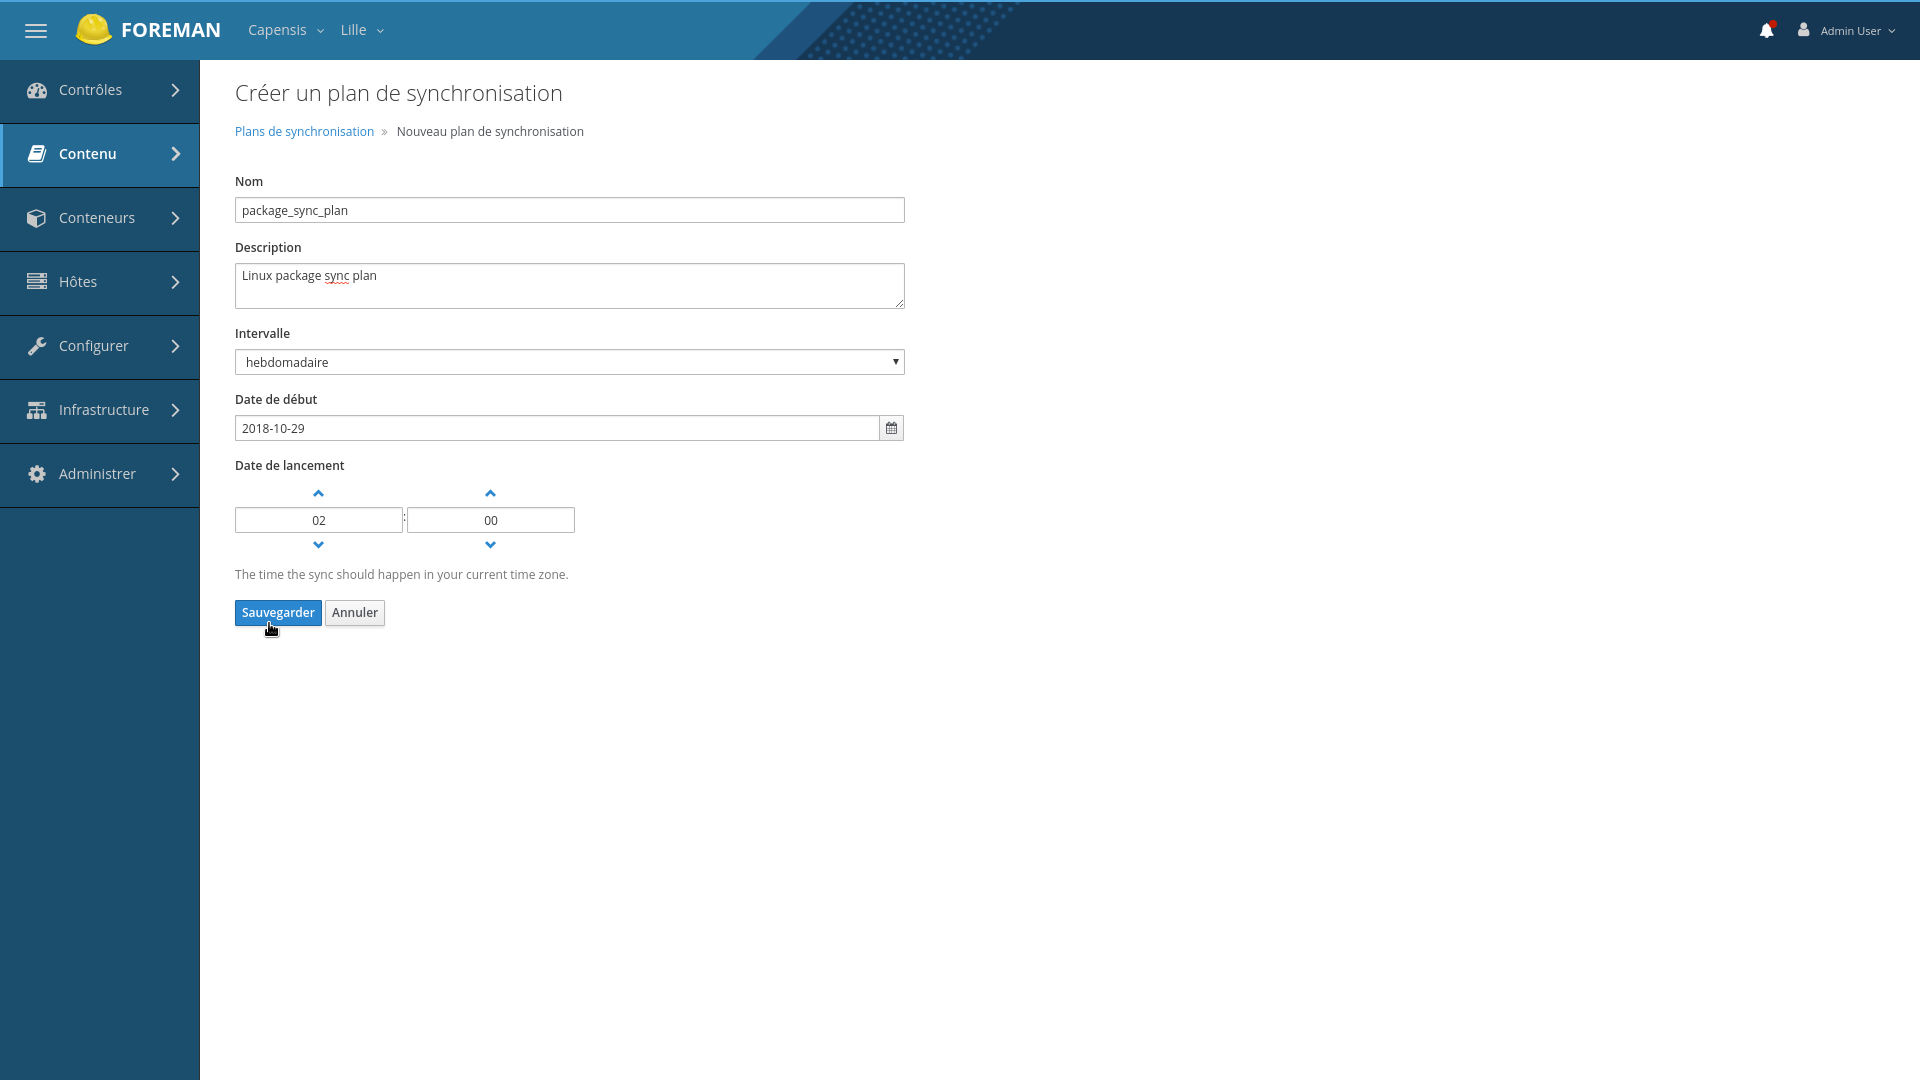 FOREMAN
Capensis
Lille
Admin User
Contrôles
Contenu
Conteneurs
Hôtes
Configurer
Infrastructure
Administrer
Créer un plan de synchronisation
Plans de synchronisation » Nouveau plan de synchronisation
Nom
package_sync_plan
Description
Linux package sync plan
Intervalle
hebdomadaire
Date de début
2018-10-29
Date de lancement
02 : 00
The time the sync should happen in your current time zone.
Sauvegarder Annuler